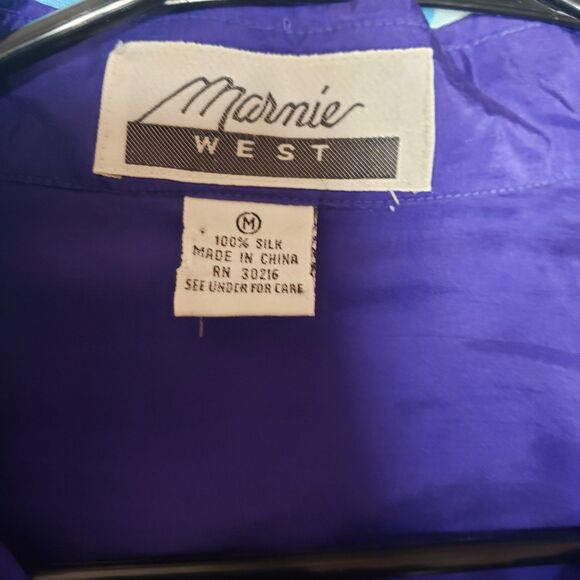 Marnie
WEST
M
100% SILK
MADE IN CHINA
RN 30216
SEE UNDER FOR CARE